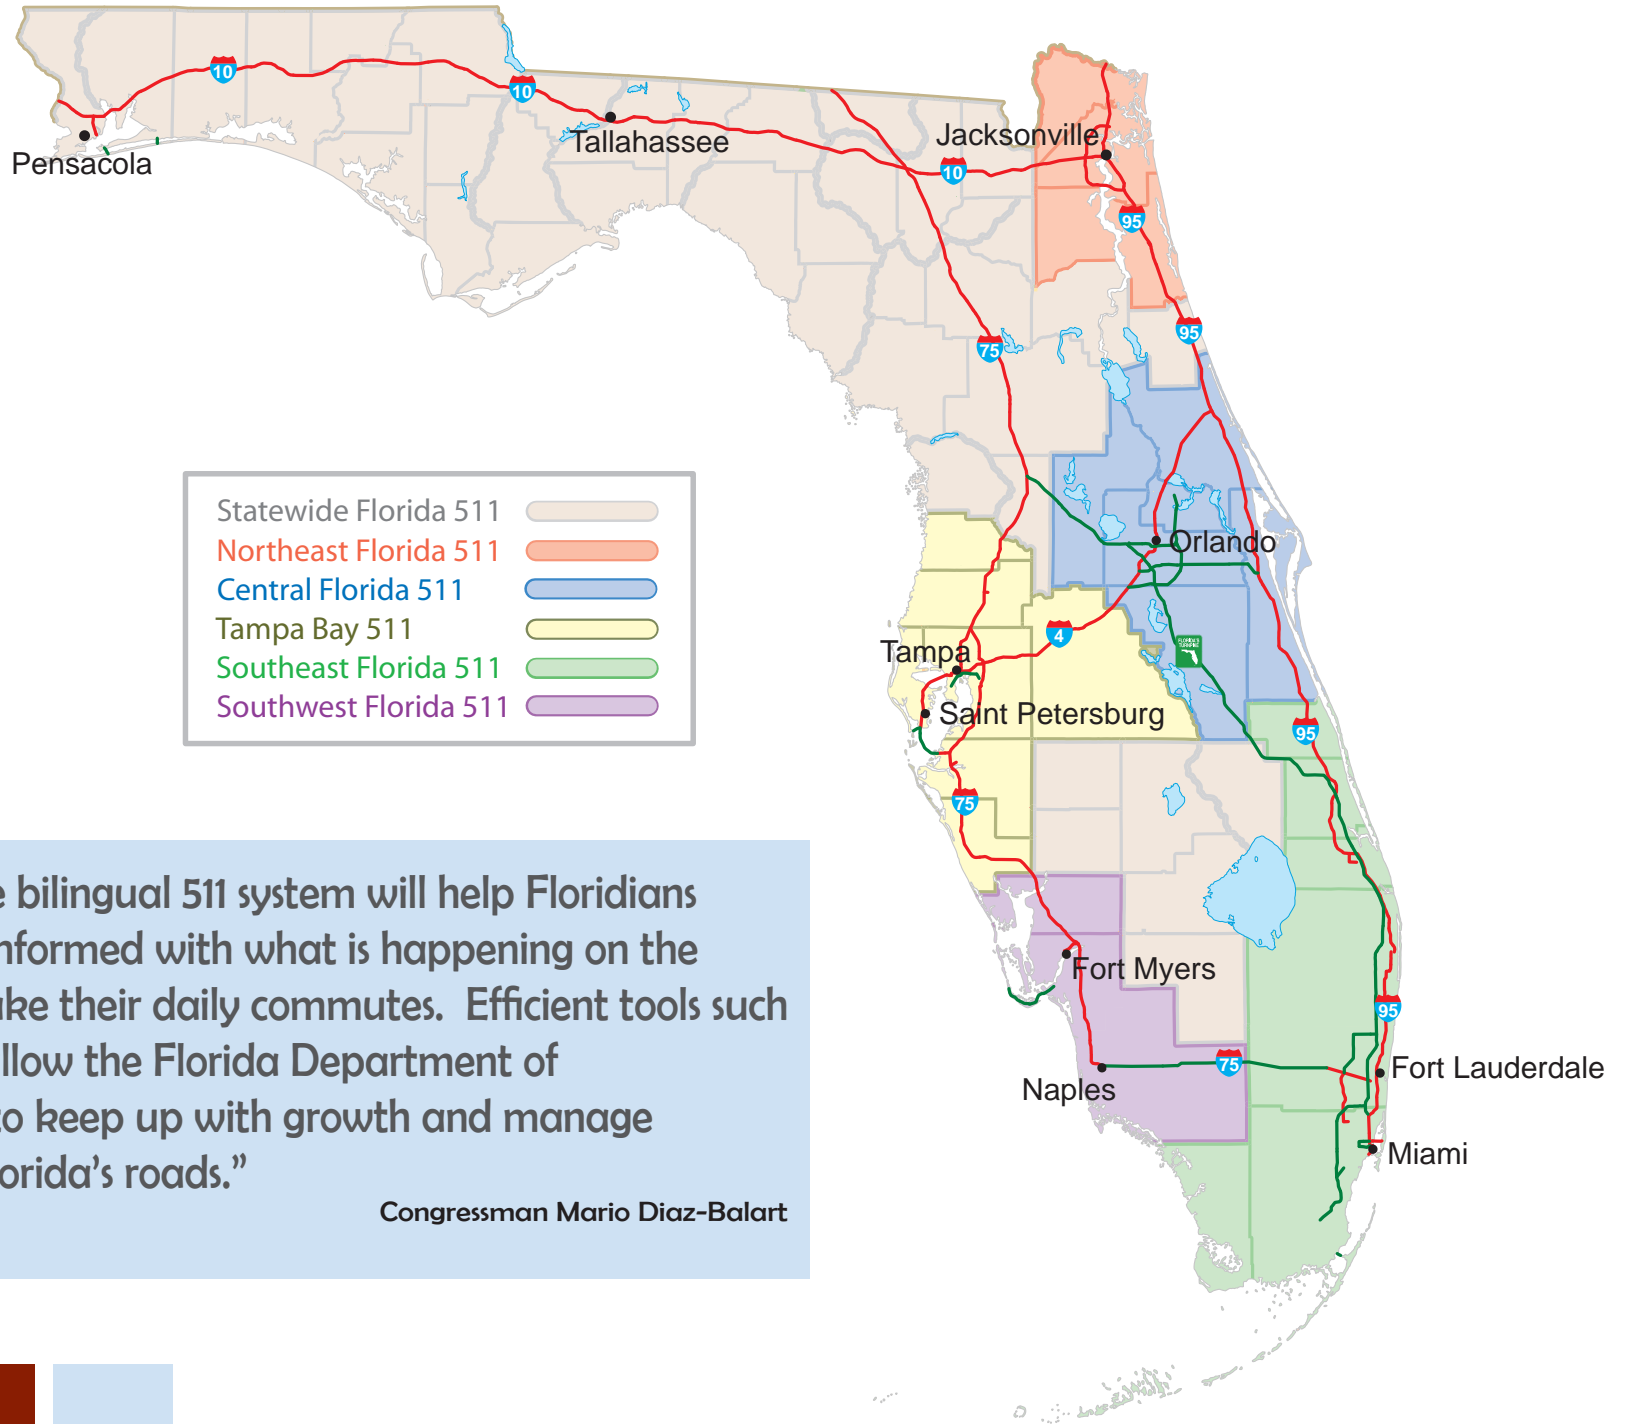 10
10
Tallahassee
Pensacola
Jacksonville
10
95
95
75
Statewide Florida 511
Northeast Florida 511
Central Florida 511
Tampa Bay 511
Southeast Florida 511
Southwest Florida 511
Orlando
4
FLORIDA'S
TURNPIKE
Tampa
Saint Petersburg
95
75
e bilingual 511 system will help Floridians
nformed with what is happening on the
ake their daily commutes. Efficient tools such
llow the Florida Department of
to keep up with growth and manage
orida's roads.”
Congressman Mario Diaz-Balart
Fort Myers
95
75
Fort Lauderdale
Naples
Miami